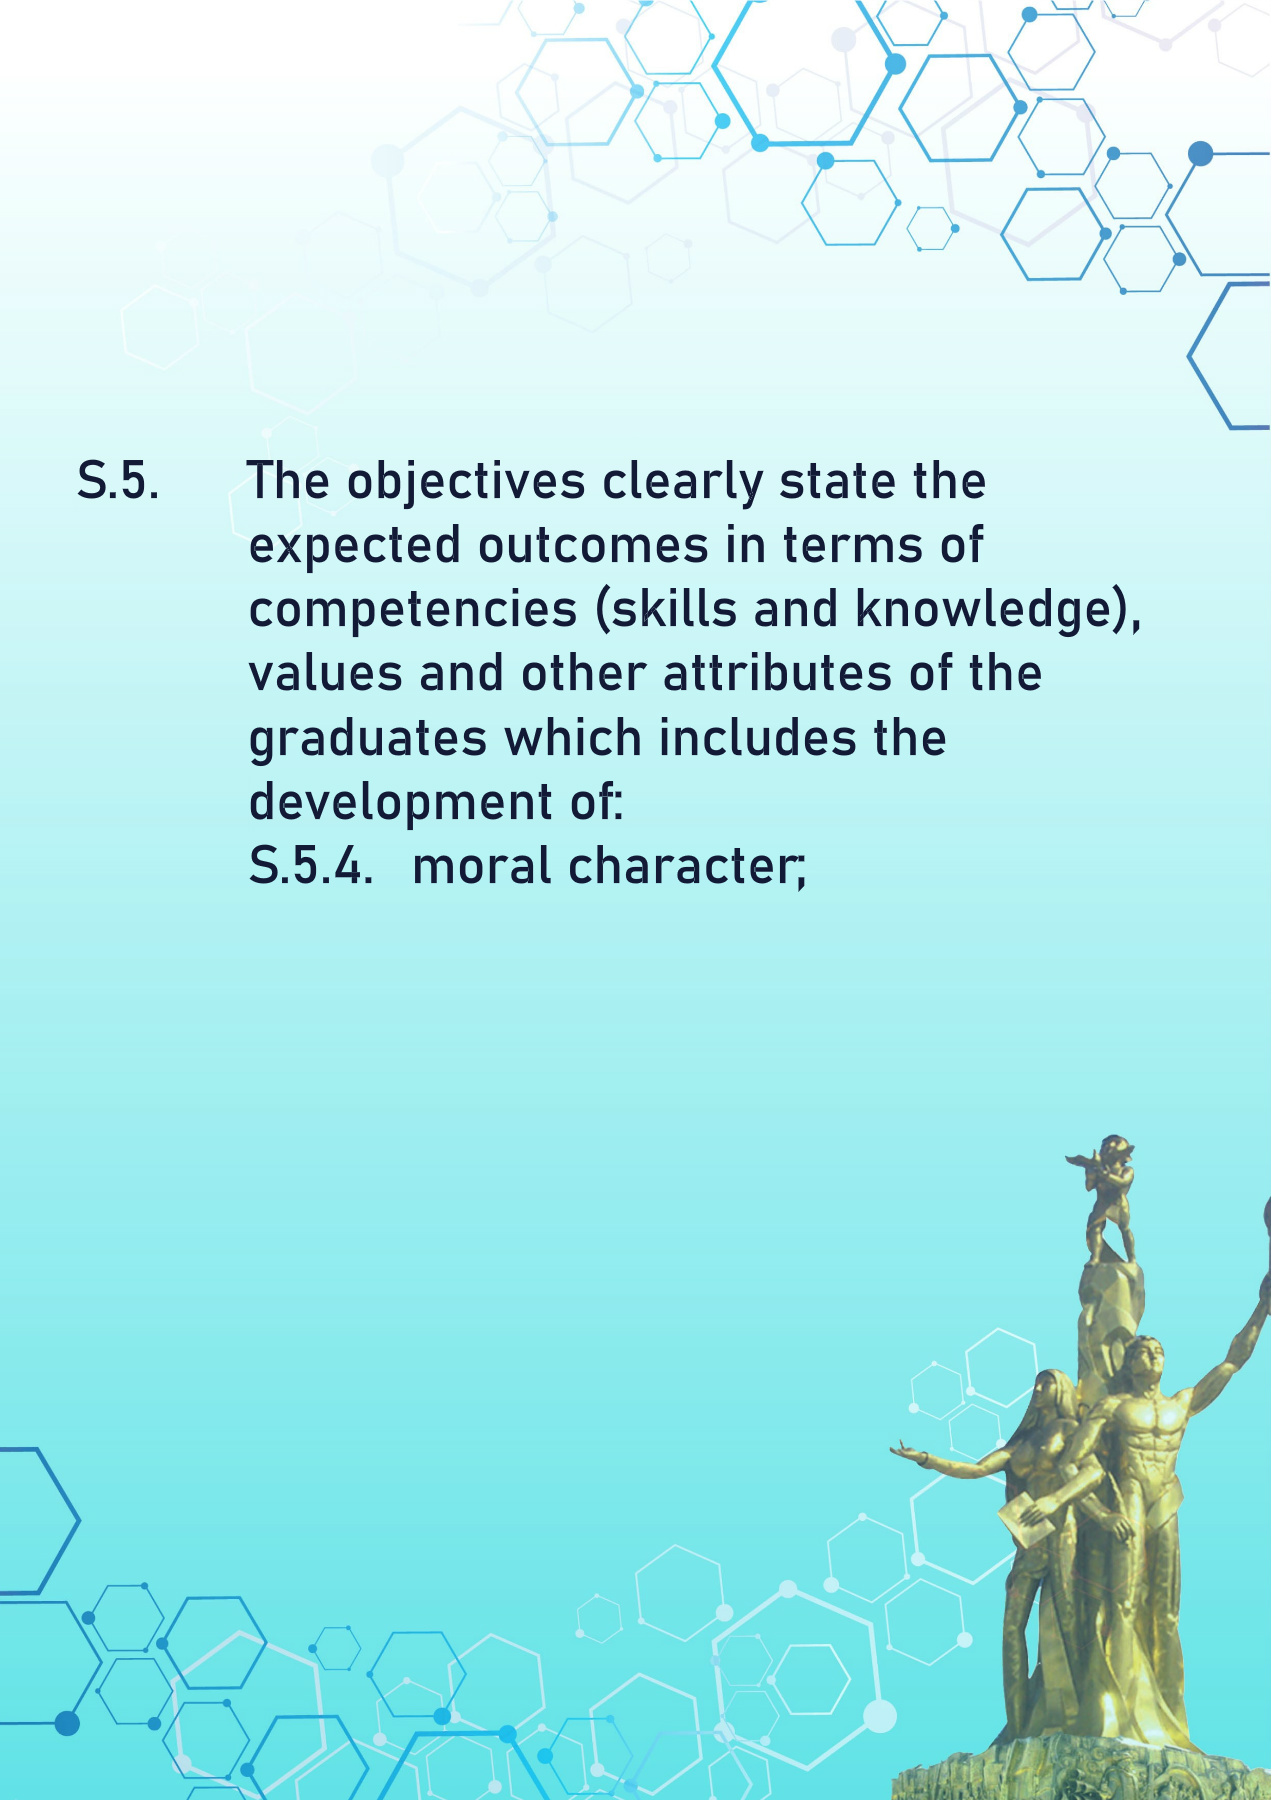 S.5. The objectives clearly state the
expected outcomes in terms of
competencies (skills and knowledge),
values and other attributes of the
graduates which includes the
development of:
S.5.4. moral character;